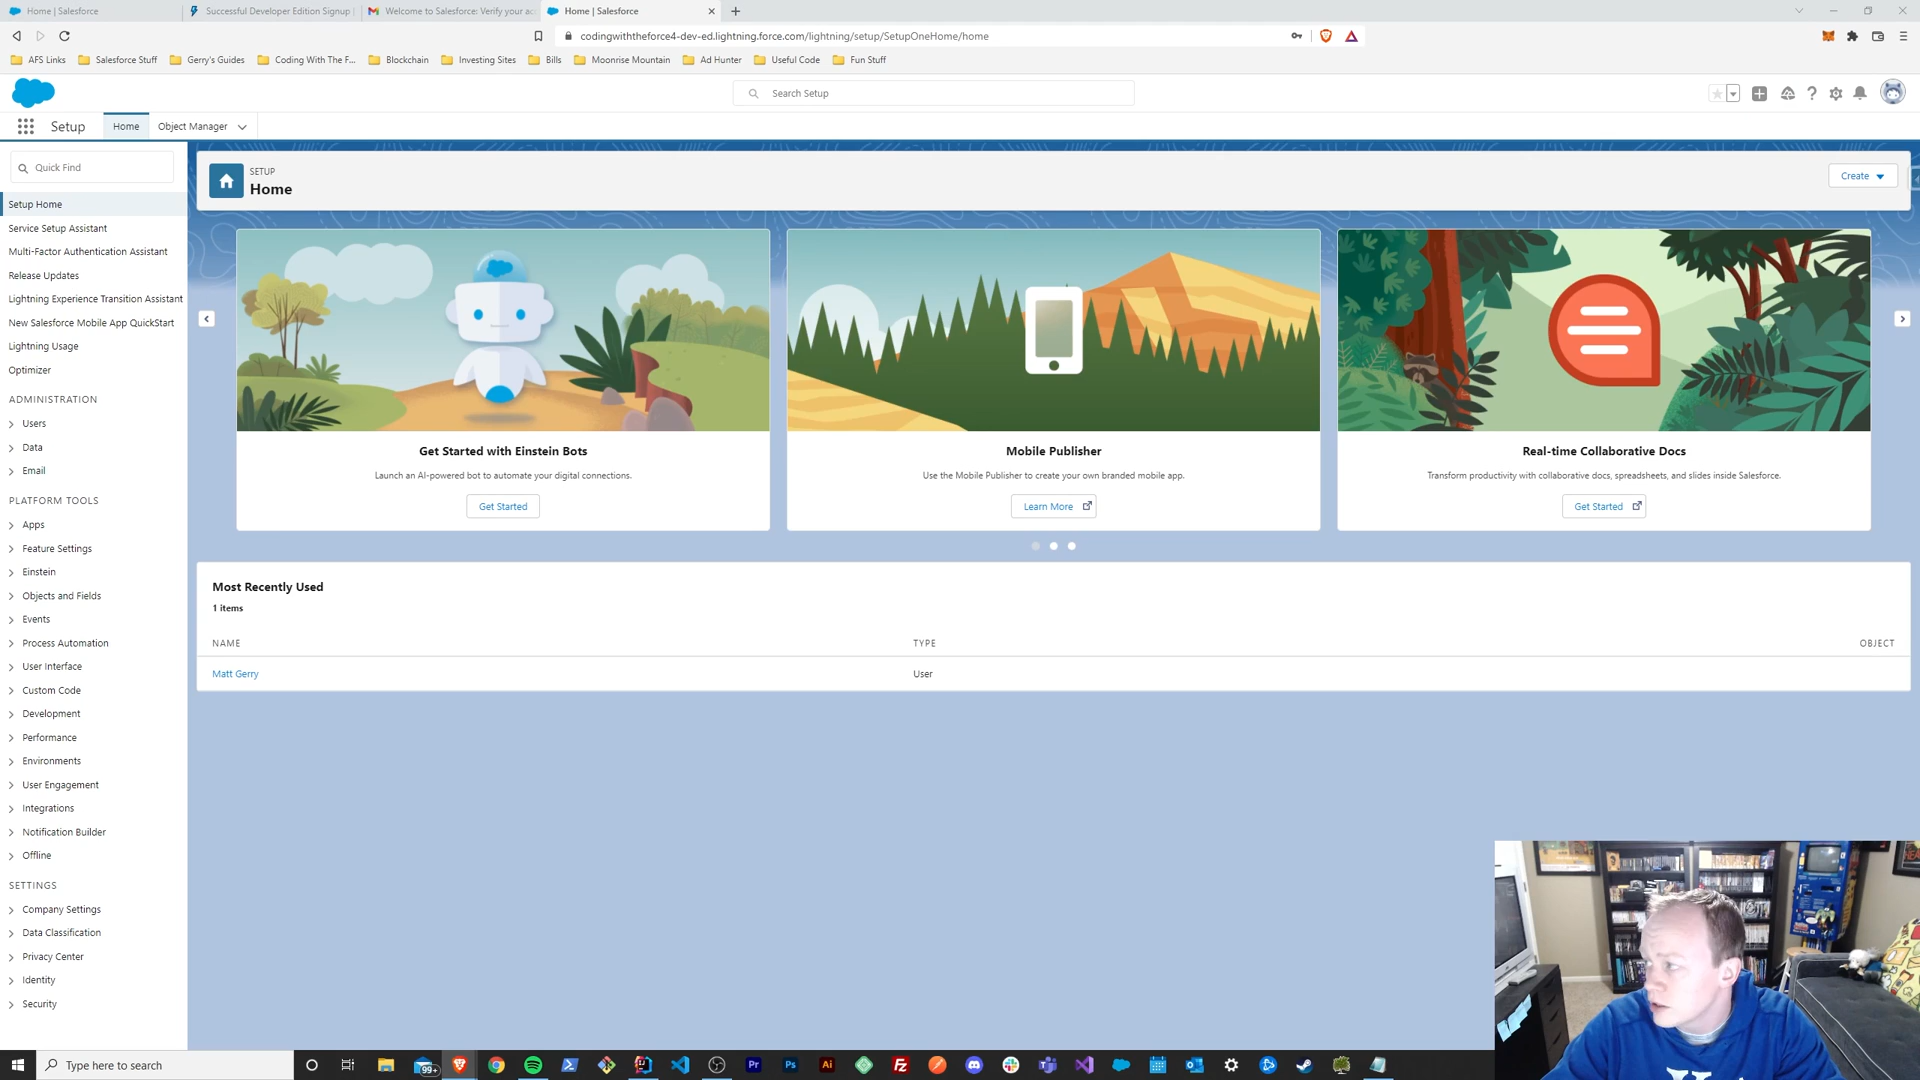 Home | Salesforce
Successful Developer Edition Signup |
Welcome to Salesforce: Verify your ac
Home | Salesforce
codingwiththeforce4-dev-ed.lightning.force.com/lightning/setup/SetupOneHome/home
AFS Links
Salesforce Stuff
Gerry's Guides
Coding With The F...
Blockchain
Investing Sites
Bills
Moonrise Mountain
Ad Hunter
Useful Code
Fun Stuff
Search Setup
Setup
Home
Object Manager
Quick Find
Setup Home
Service Setup Assistant
Multi-Factor Authentication Assistant
Release Updates
Lightning Experience Transition Assistant
New Salesforce Mobile App QuickStart
Lightning Usage
Optimizer
ADMINISTRATION
Users
Data
Email
PLATFORM TOOLS
Apps
Feature Settings
Einstein
Objects and Fields
Events
Process Automation
User Interface
Custom Code
Development
Performance
Environments
User Engagement
Integrations
Notification Builder
Offline
SETTINGS
Company Settings
Data Classification
Privacy Center
Identity
Security
SETUP
Home
Create
Get Started with Einstein Bots
Launch an AI-powered bot to automate your digital connections.
Get Started
Mobile Publisher
Use the Mobile Publisher to create your own branded mobile app.
Learn More
Real-time Collaborative Docs
Transform productivity with collaborative docs, spreadsheets, and slides inside Salesforce.
Get Started
Most Recently Used
1 items
NAME
TYPE
OBJECT
Matt Gerry
User
Type here to search
99+
Pr
Ps
Ai